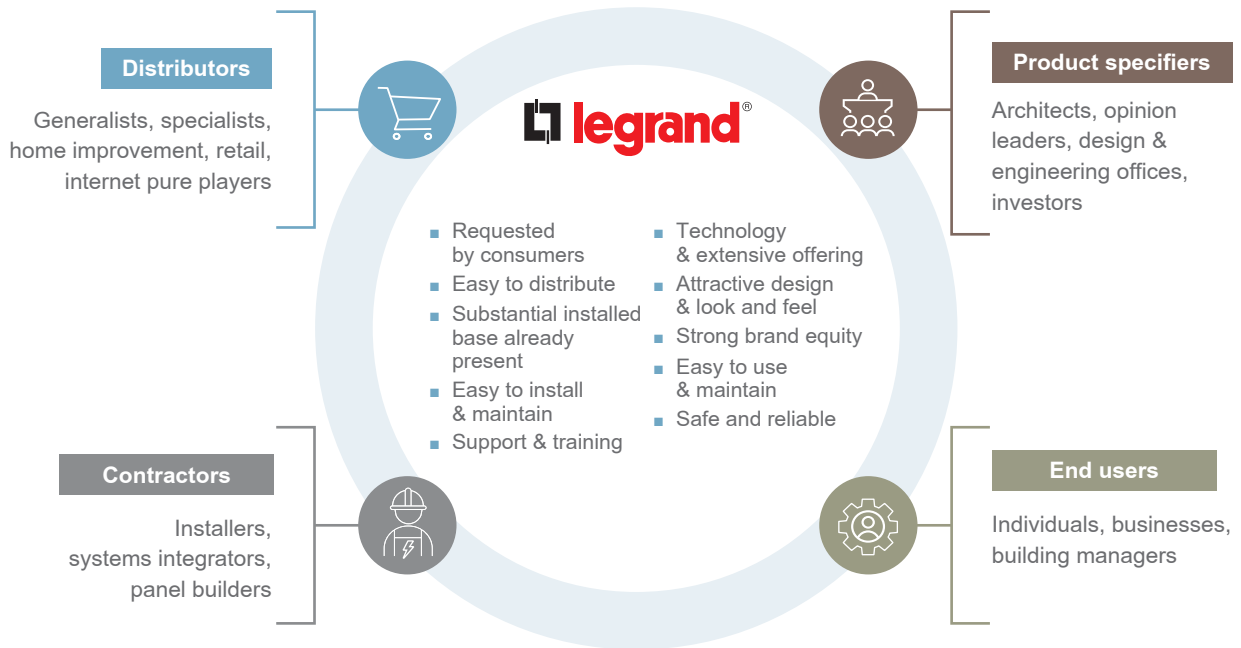 Distributors
Generalists, specialists,
home improvement, retail,
internet pure players
legrand®
Product specifiers
Architects, opinion
leaders, design &
engineering offices,
investors
▪ Requested
by consumers
▪ Easy to distribute
▪ Substantial installed
base already
present
▪ Easy to install
& maintain
▪ Support & training
▪ Technology
& extensive offering
▪ Attractive design
& look and feel
▪ Strong brand equity
▪ Easy to use
& maintain
▪ Safe and reliable
Contractors
Installers,
systems integrators,
panel builders
End users
Individuals, businesses,
building managers